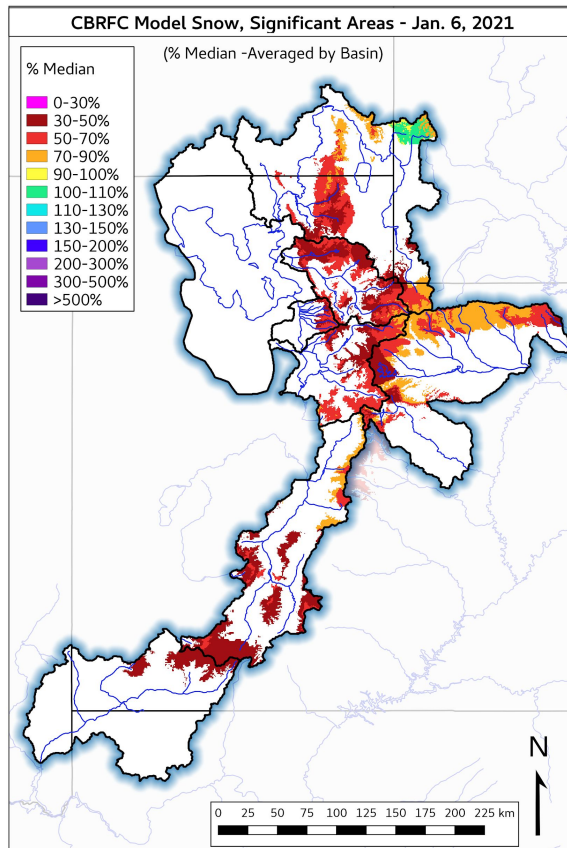 CBRFC Model Snow, Significant Areas - Jan. 6, 2021
(% Median -Averaged by Basin)
% Median
0-30%
30-50%
50-70%
70-90%
90-100%
100-110%
110-130%
130-150%
150-200%
200-300%
300-500%
>500%
N
0 25 50 75 100 125 150 175 200 225 km